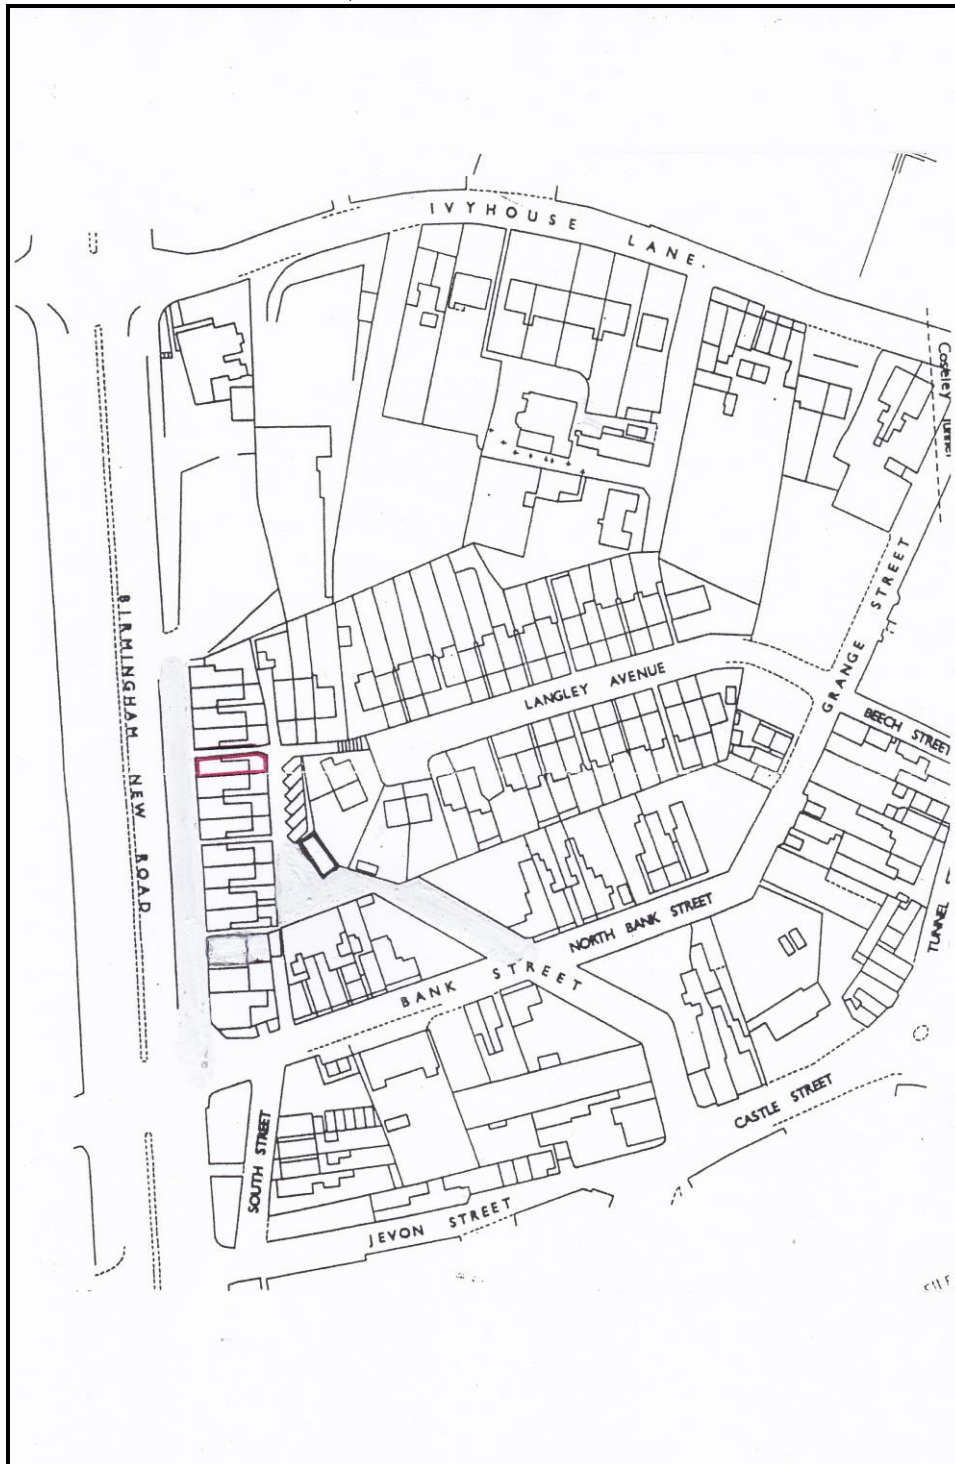 IVYHOUSE LANE.
Coseley Tunnel
GRANGE STREET
BIRMINGHAM NEW ROAD
LANGLEY AVENUE
BEECH STREET
NORTH BANK STREET
TUNNEL
BANK STREET
CASTLE STREET
SOUTH STREET
JEVON STREET